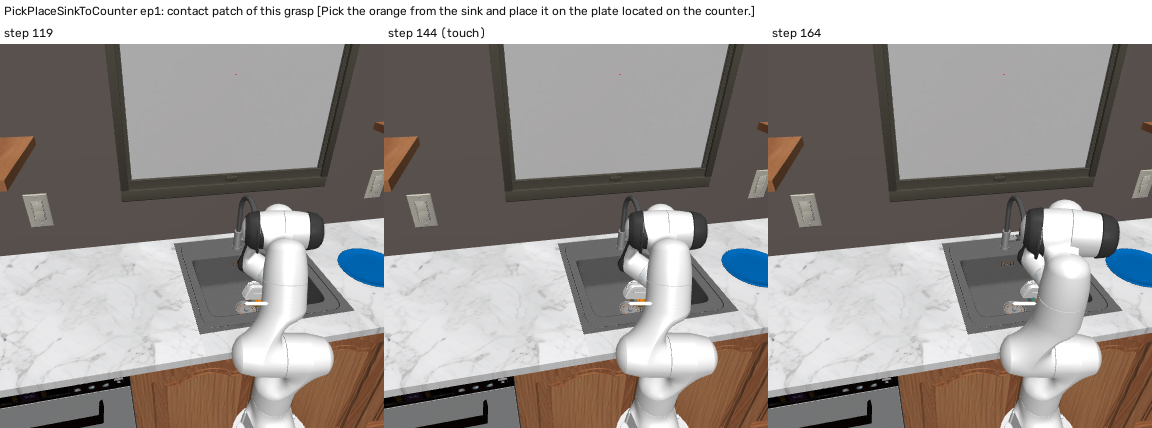 PickPlaceSinkToCounter ep1: contact patch of this grasp [Pick the orange from the sink and place it on the plate located on the counter.]
step 119
step 144 (touch)
step 164